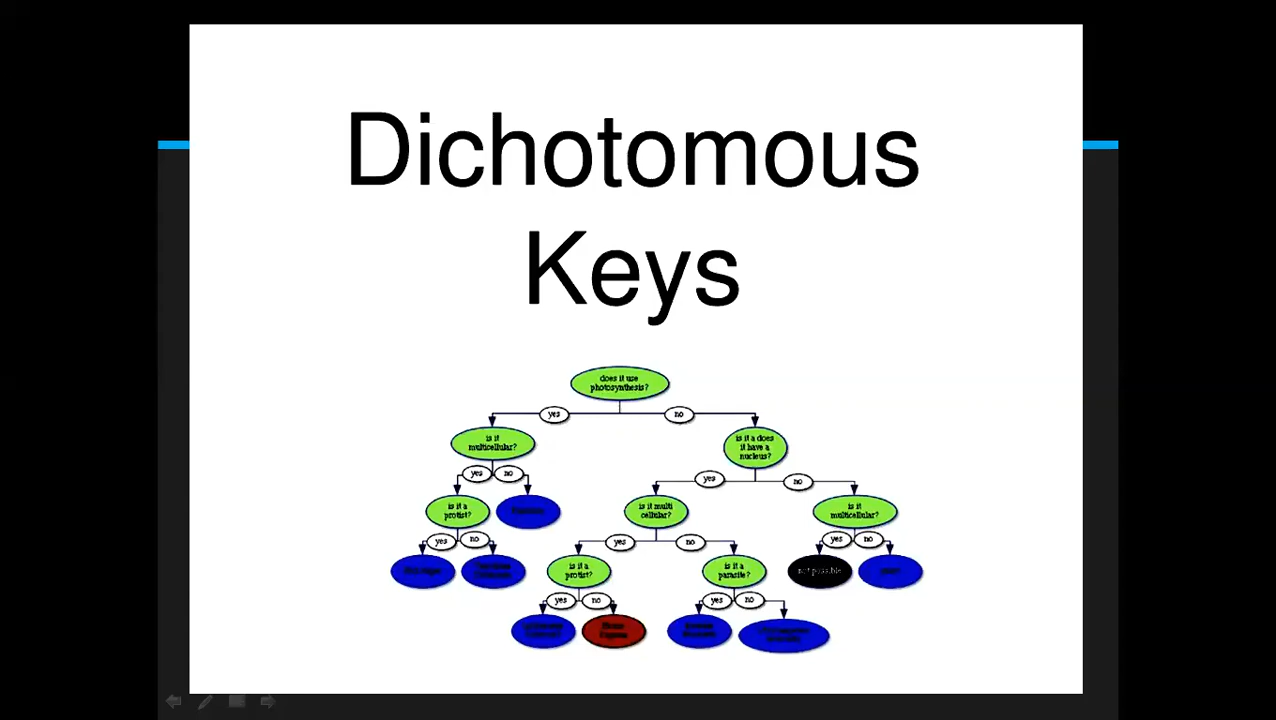 Dichotomous
Keys
does it use
photosynthesis?
yes
no
is it
multicellular?
is it a does
it have a
nucleus?
yes
no
yes
no
is it a
protist?
is it multi
cellular?
is it
multicellular?
yes
no
yes
no
yes
no
is it a
protist?
is it a
parasite?
not possible
yes
no
yes
no